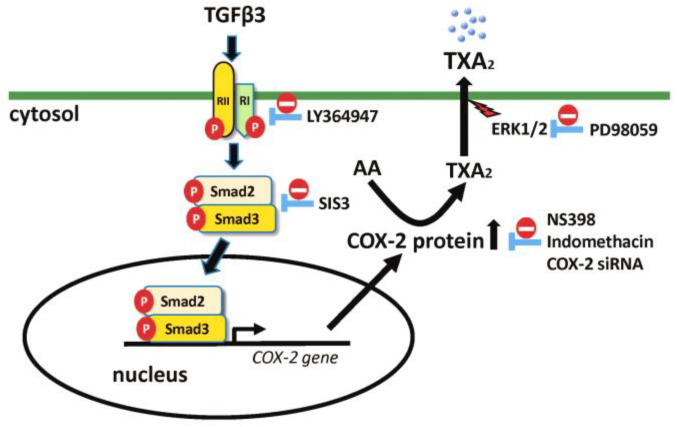 TGFβ3
TXA2
RII
RI
P
P
LY364947
cytosol
ERK1/2
PD98059
AA
TXA2
P
Smad2
P
Smad3
SIS3
COX-2 protein
NS398
Indomethacin
COX-2 siRNA
P
Smad2
P
Smad3
COX-2 gene
nucleus